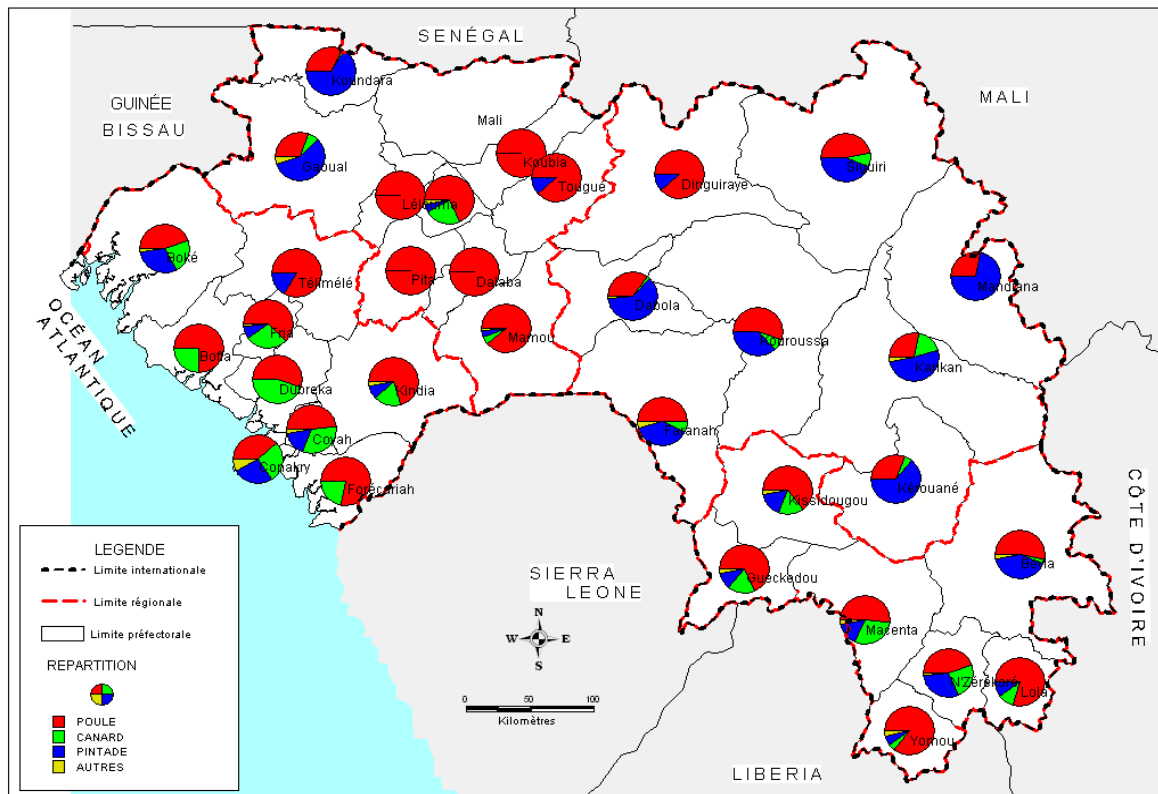 SENÉGAL
GUINÉE
BISSAU
MALI
Koundara
Mali
Gaoual
Koubia
Tougué
Dinguiraye
Siguiri
Lélouma
Boké
Télimélé
Pita
Dalaba
Mandiana
Dabola
OCÉAN
ATLANTIQUE
Fria
Mamou
Kouroussa
Boffa
Kankan
Dubreka
Kindia
Coyah
Faranah
Conakry
Forécariah
Kissidougou
Kérouané
CÔTE D'IVOIRE
Beyla
Guéckedou
SIERRA
LEONE
Macenta
N'Zérékoré
Lola
Yomou
LIBERIA
N
W
E
S
0
40
100
Kilomètres
LEGENDE
Limite internationale
Limite régionale
Limite préfectorale
REPARTITION
POULE
CANARD
PINTADE
AUTRES